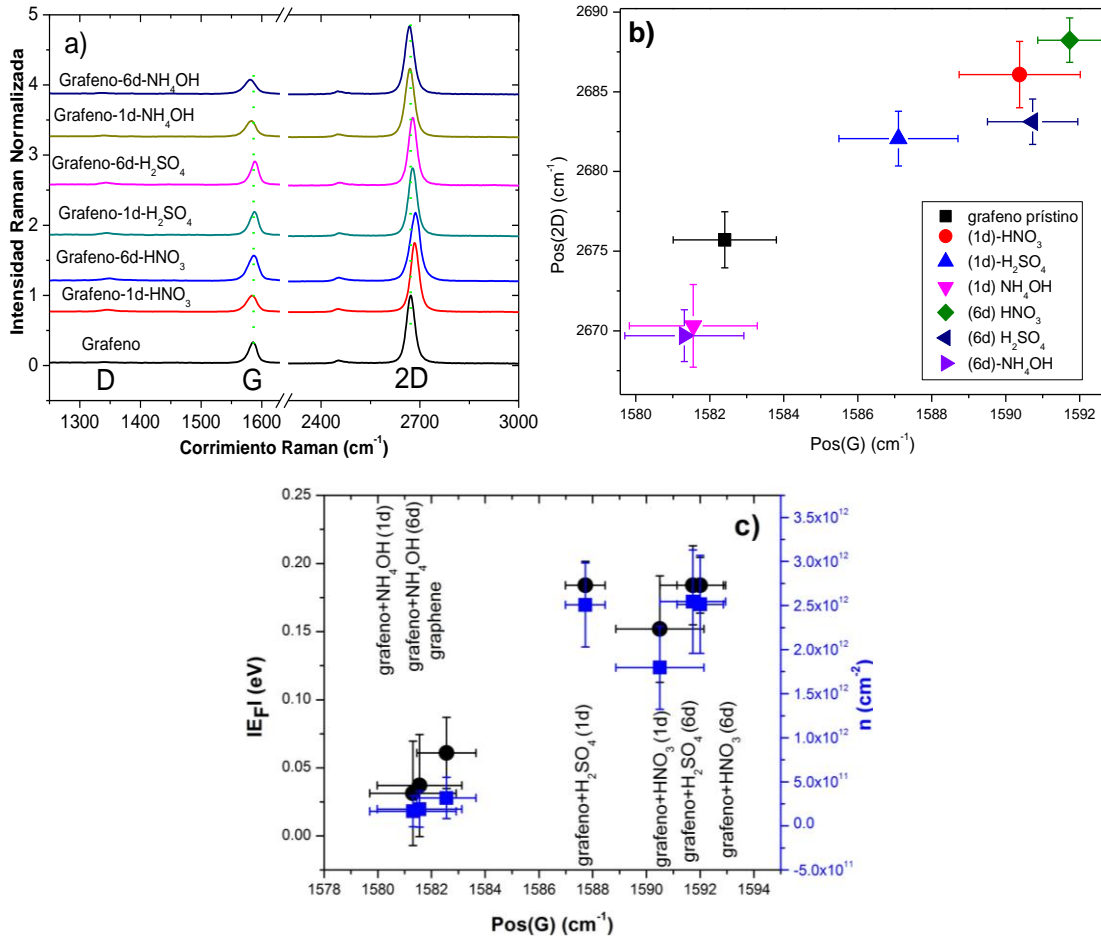 a)
Grafeno-6d-NH4OH
Grafeno-1d-NH4OH
Grafeno-6d-H2SO4
Grafeno-1d-H2SO4
Grafeno-6d-HNO3
Grafeno-1d-HNO3
Grafeno
D
G
2D
5
4
3
2
1
0
Intensidad Raman Normalizada
1300
1400
1500
1600
2400
2600
2800
3000
Corrimiento Raman (cm-1)
b)
2690
2685
2680
2675
2670
Pos(2D) (cm-1)
grafeno prístino
(1d)-HNO3
(1d)-H2SO4
(1d) NH4OH
(6d) HNO3
(6d) H2SO4
(6d)-NH4OH
1580
1582
1584
1586
1588
1590
1592
Pos(G) (cm-1)
c)
0.25
0.20
0.15
0.10
0.05
0.00
IEFI (eV)
grafeno+NH4OH (1d)
grafeno+NH4OH (6d)
graphene
grafeno+H2SO4 (1d)
grafeno+HNO3 (1d)
grafeno+H2SO4 (6d)
grafeno+HNO3 (6d)
3.5x10^12
3.0x10^12
2.5x10^12
2.0x10^12
1.5x10^12
1.0x10^12
5.0x10^11
0.0
-5.0x10^11
n (cm-2)
1578
1580
1582
1584
1586
1588
1590
1592
1594
Pos(G) (cm-1)